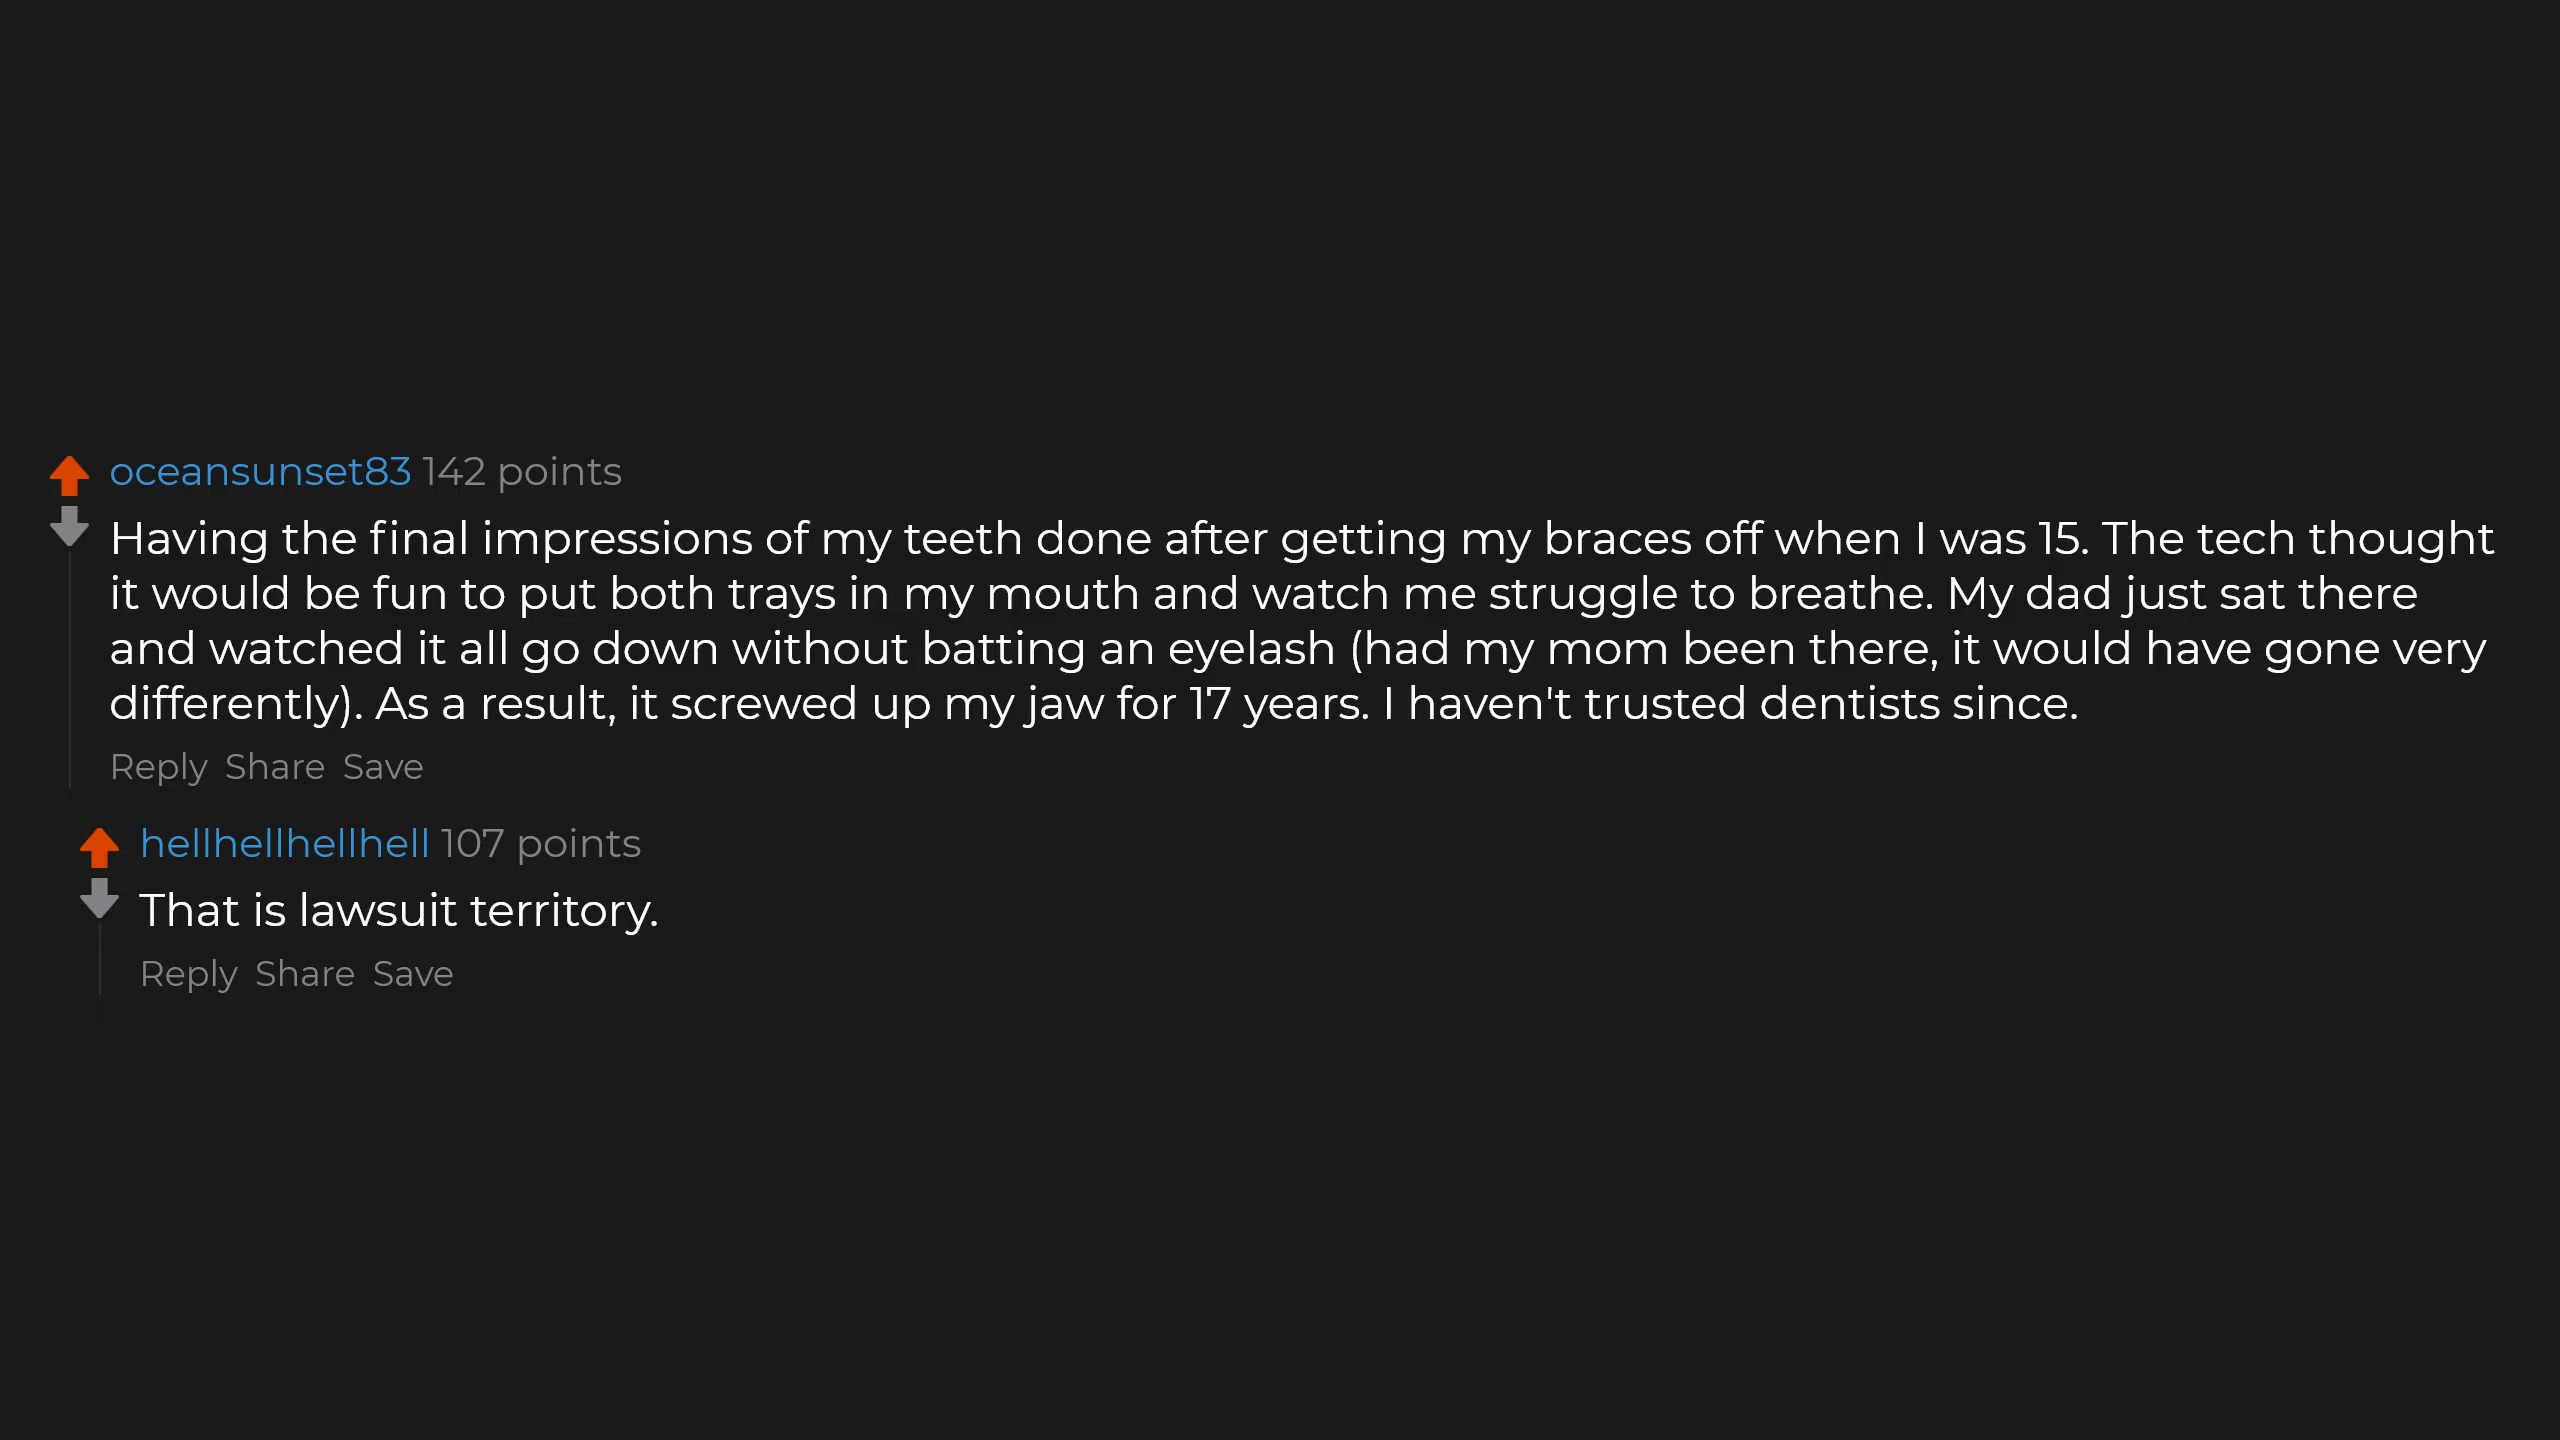 oceansunset83 142 points
Having the final impressions of my teeth done after getting my braces off when I was 15. The tech thought
it would be fun to put both trays in my mouth and watch me struggle to breathe. My dad just sat there
and watched it all go down without batting an eyelash (had my mom been there, it would have gone very
differently). As a result, it screwed up my jaw for 17 years. I haven't trusted dentists since.
Reply Share Save
hellhellhellhell 107 points
That is lawsuit territory.
Reply Share Save